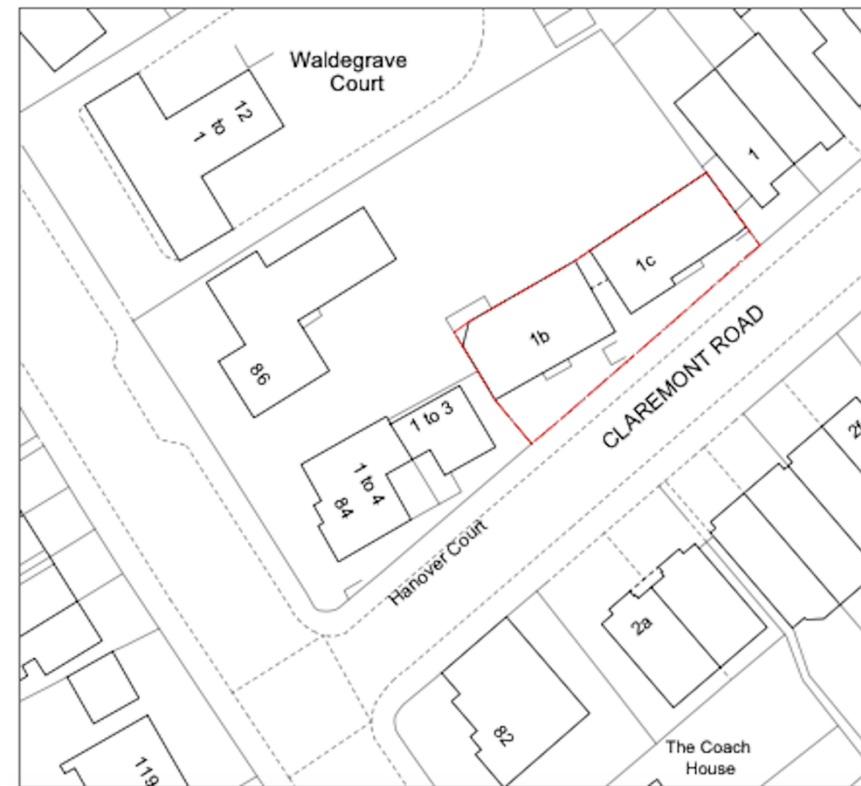 Waldegrave
Court
1
to
12
1
1c
1b
86
1 to 3
1 to 4
84
CLAREMONT ROAD
Hanover Court
2a
82
The Coach
House
119